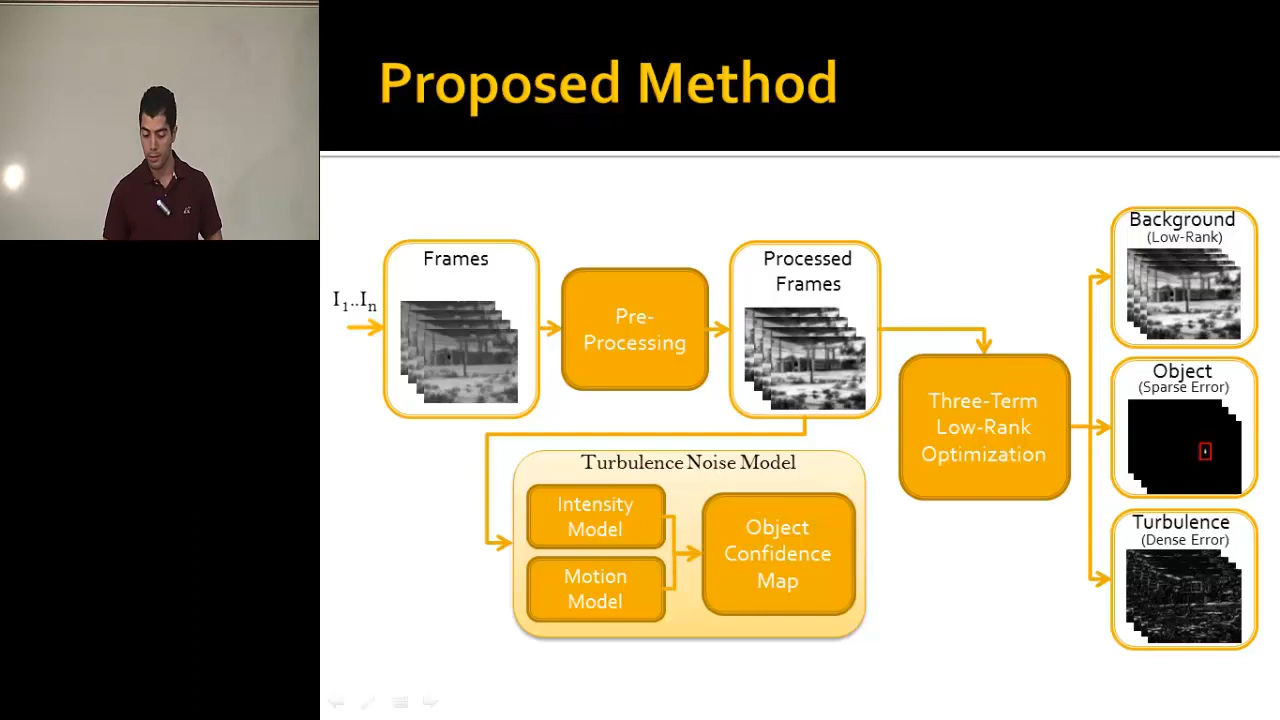 Proposed Method
I1..In
Frames
Pre-
Processing
Processed
Frames
Three-Term
Low-Rank
Optimization
Background
(Low-Rank)
Object
(Sparse Error)
Turbulence
(Dense Error)
Turbulence Noise Model
Intensity
Model
Motion
Model
Object
Confidence
Map